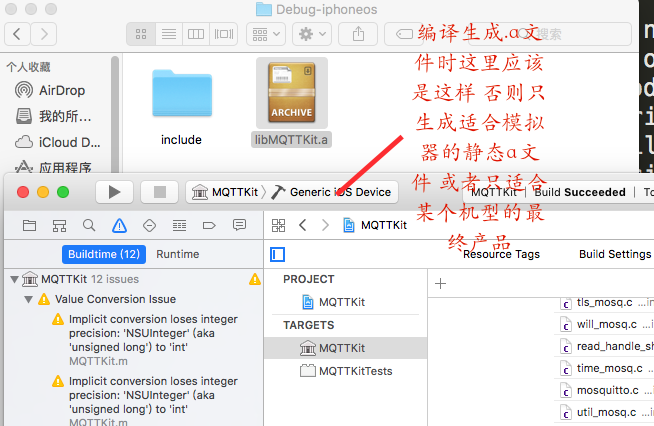 Debug-iphoneos
搜索
个人收藏
AirDrop
我的所...
iCloud D...
应用程序
include
ARCHIVE
libMQTTKit.a
编译生成.a文
件时这里应该
是这样 否则只
生成适合模拟
器的静态a文
件 或者只适合
某个机型的最
终产品
MQTTKit
Generic iOS Device
MQTTKit
Build Succeeded
MQTTKit
Buildtime (12)
Runtime
Resource Tags
Build Settings
MQTTKit 12 issues
Value Conversion Issue
Implicit conversion loses integer
precision: 'NSUInteger' (aka
'unsigned long') to 'int'
MQTTKit.m
Implicit conversion loses integer
precision: 'NSUInteger' (aka
'unsigned long') to 'int'
MQTTKit.m
PROJECT
MQTTKit
TARGETS
MQTTKit
MQTTKitTests
tls_mosq.c
will_mosq.c
read_handle_sh
time_mosq.c
mosquitto.c
util_mosq.c